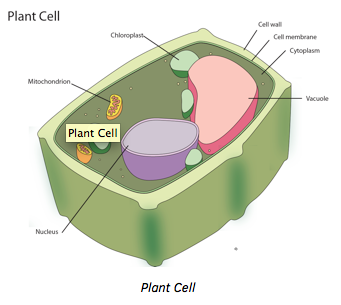 Plant Cell
Cell wall
Chloroplast
Cell membrane
Cytoplasm
Mitochondrion
Vacuole
Plant Cell
Nucleus
Plant Cell